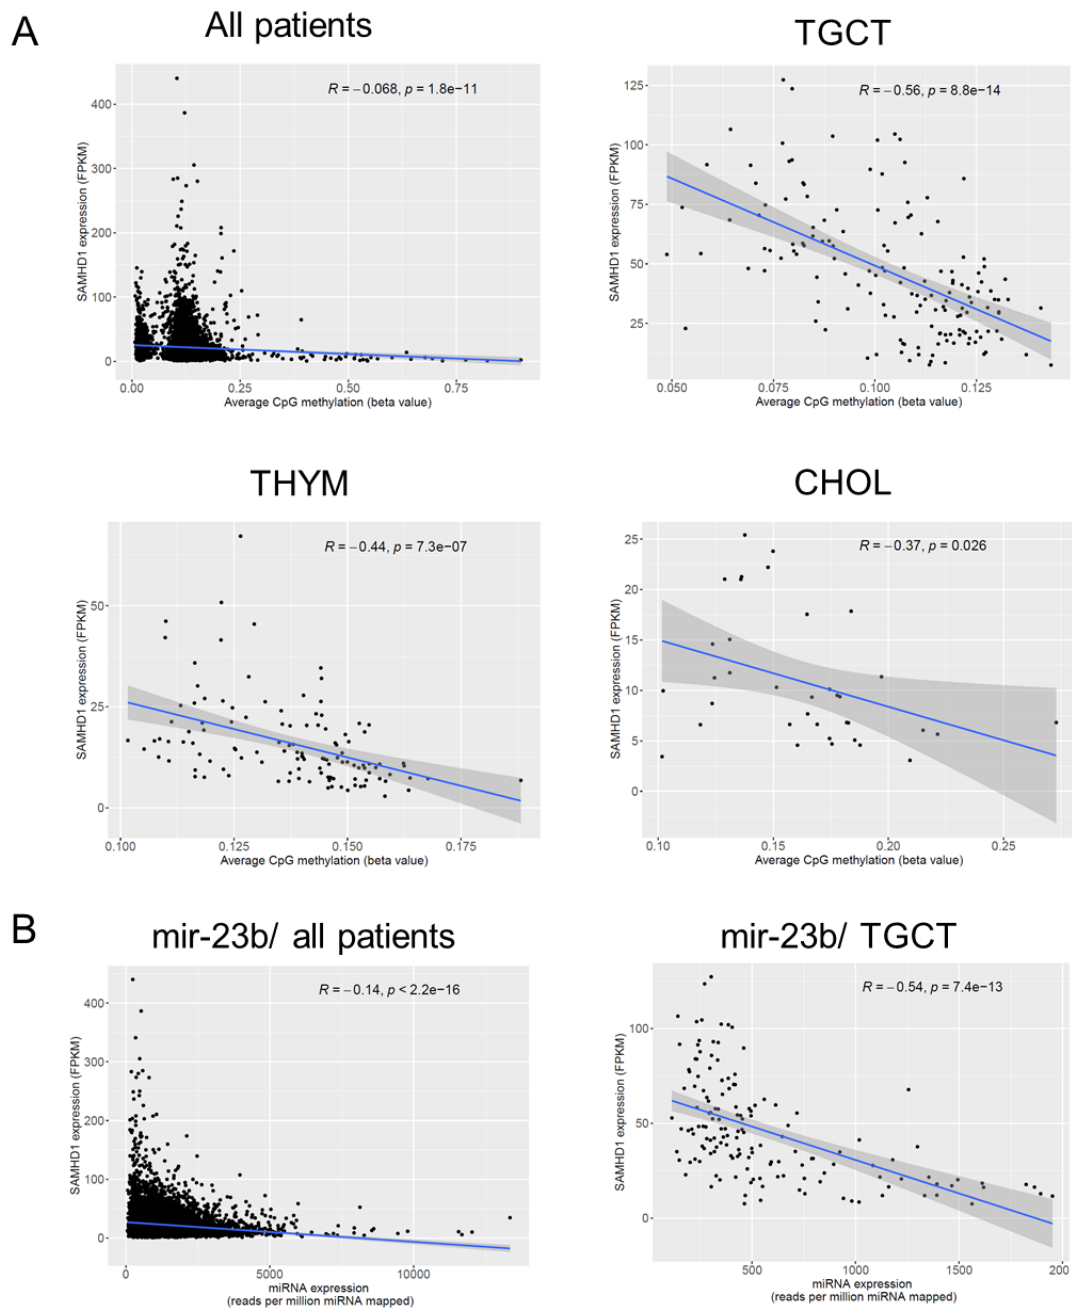 A
All patients
R = −0.068, p = 1.8e−11
SAMHD1 expression (FPKM)
400
300
200
100
0
0.00 0.25 0.50 0.75
Average CpG methylation (beta value)
TGCT
R = −0.56, p = 8.8e−14
SAMHD1 expression (FPKM)
125
100
75
50
25
0.050 0.075 0.100 0.125
Average CpG methylation (beta value)
THYM
R = −0.44, p = 7.3e−07
SAMHD1 expression (FPKM)
50
25
0
0.100 0.125 0.150 0.175
Average CpG methylation (beta value)
CHOL
R = −0.37, p = 0.026
SAMHD1 expression (FPKM)
25
20
15
10
5
0
0.10 0.15 0.20 0.25
Average CpG methylation (beta value)
B
mir-23b/ all patients
R = −0.14, p < 2.2e−16
SAMHD1 expression (FPKM)
400
300
200
100
0
0 5000 10000
miRNA expression
(reads per million miRNA mapped)
mir-23b/ TGCT
R = −0.54, p = 7.4e−13
SAMHD1 expression (FPKM)
100
50
0
500 1000 1500 200
miRNA expression
(reads per million miRNA mapped)